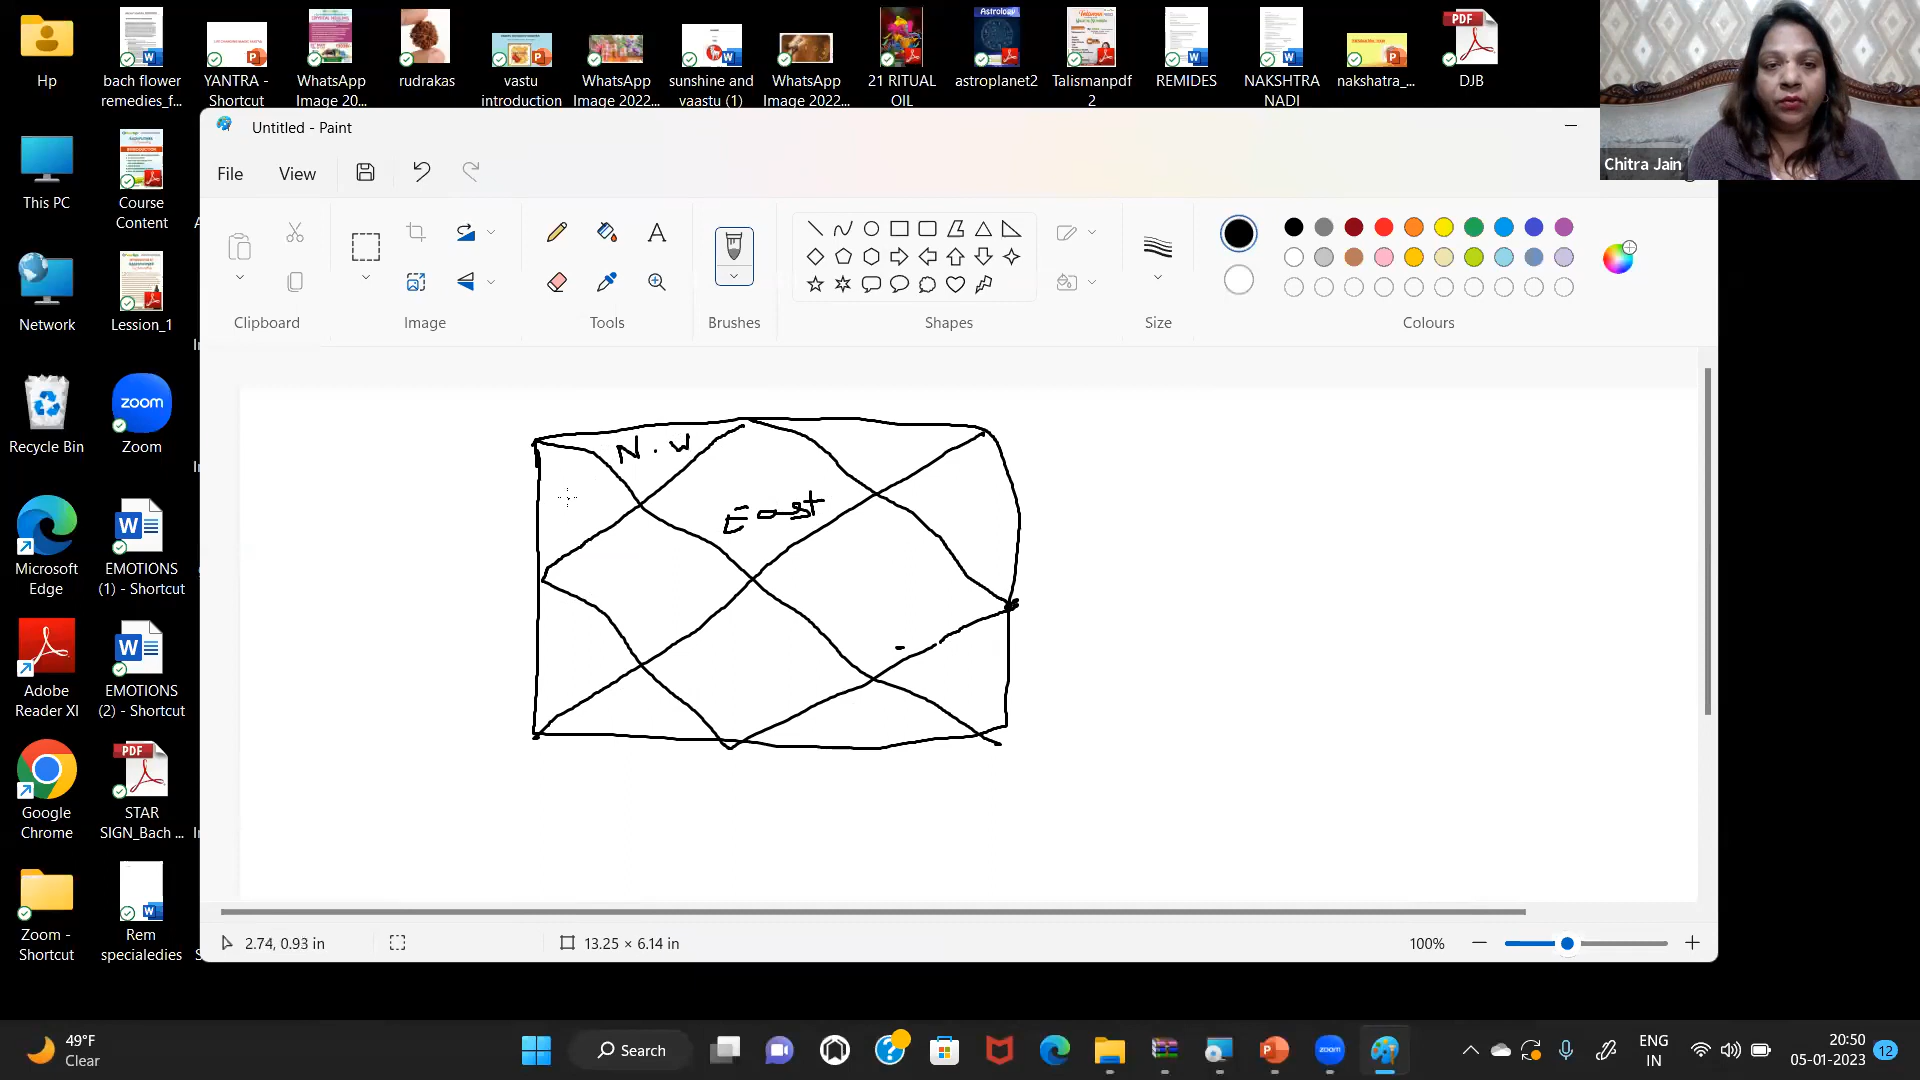 Hp
bach flower
remedies_f...
YANTRA -
Shortcut
WhatsApp
Image 20...
rudrakas
vastu
introduction
WhatsApp
Image 2022...
sunshine and
vaastu (1)
WhatsApp
Image 2022...
21 RITUAL
OIL
Astrology
astroplanet2
Talismanpdf
2
REMIDES
NAKSHTRA
NADI
nakshatra_...
PDF
DJB
Chitra Jain
This PC
Course
Content
Network
Lession_1
Recycle Bin
zoom
Zoom
Microsoft
Edge
EMOTIONS
(1) - Shortcut
Adobe
Reader XI
EMOTIONS
(2) - Shortcut
Google
Chrome
PDF
STAR
SIGN_Bach ...
Zoom -
Shortcut
Rem
specialedies
Untitled - Paint
File
View
Clipboard
Image
Tools
Brushes
Shapes
Size
Colours
N.W
East
2.74, 0.93 in
13.25 × 6.14 in
100%
49°F
Clear
Search
zoom
ENG
IN
20:50
05-01-2023
12